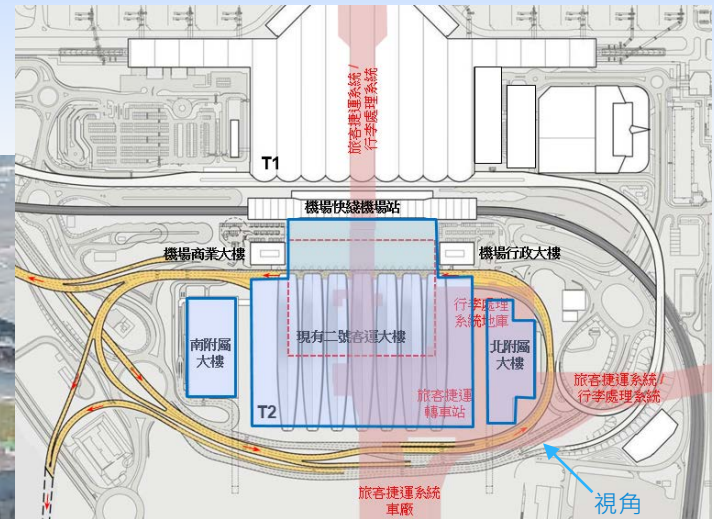 旅客捷運系統/
行李處理系統
T1
機場快綫機場站
機場商業大樓
機場行政大樓
行李處理
系統地庫
南附屬
大樓
現有二號客運大樓
北附屬
大樓
旅客捷運系統/
行李處理系統
旅客捷運
轉車站
T2
旅客捷運系統
車廠
視角